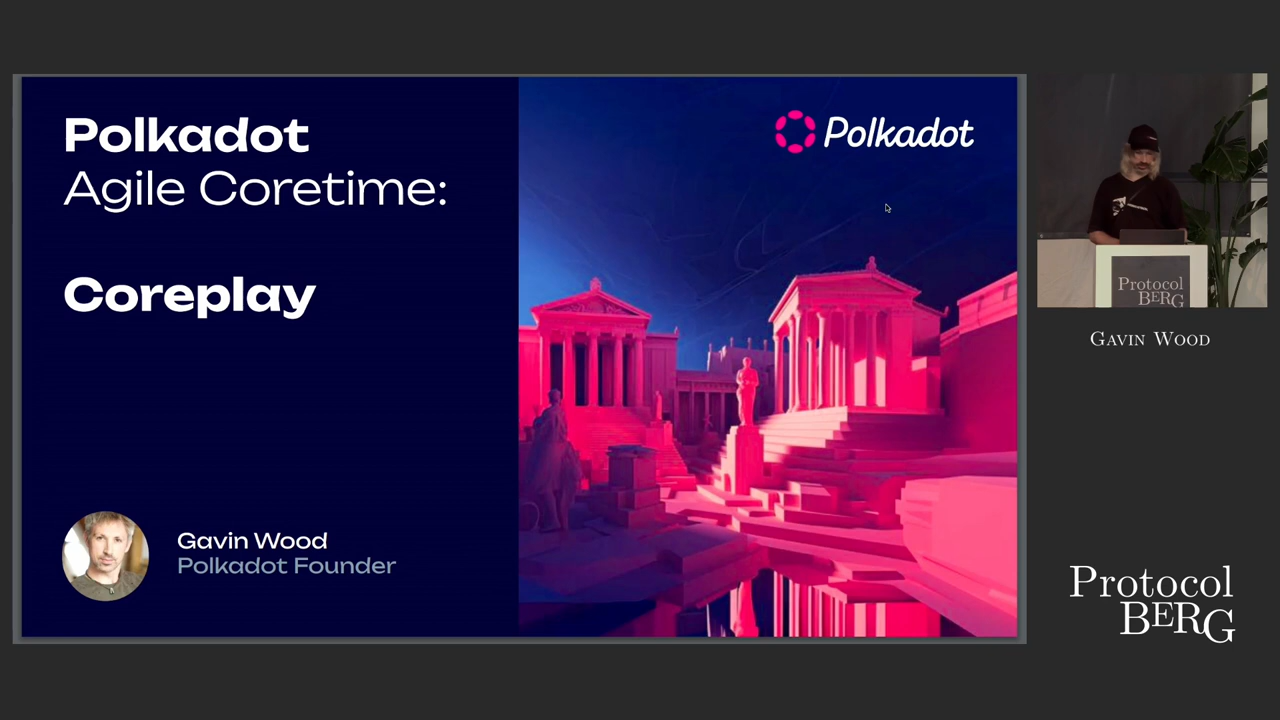 Polkadot
Agile Coretime:
Coreplay
Gavin Wood
Polkadot Founder
Polkadot
Protocol
BERG
GAVIN WOOD
Protocol
BERG